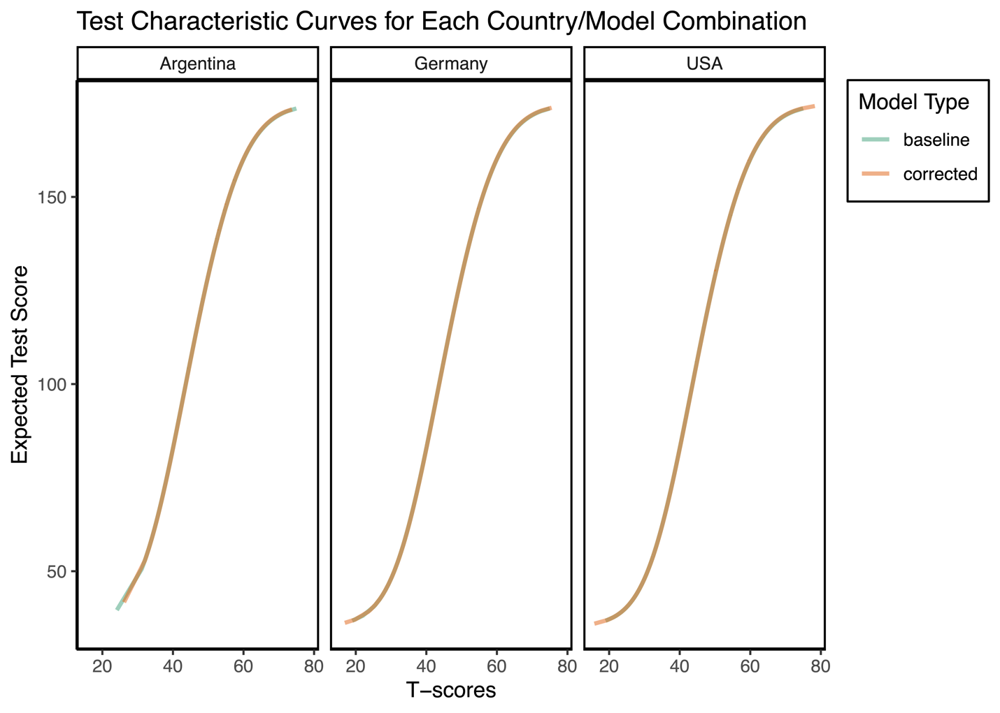 Test Characteristic Curves for Each Country/Model Combination
Argentina
Germany
USA
Model Type
baseline
corrected
Expected Test Score
150
100
50
20 40 60 80
20 40 60 80
20 40 60 80
T−scores